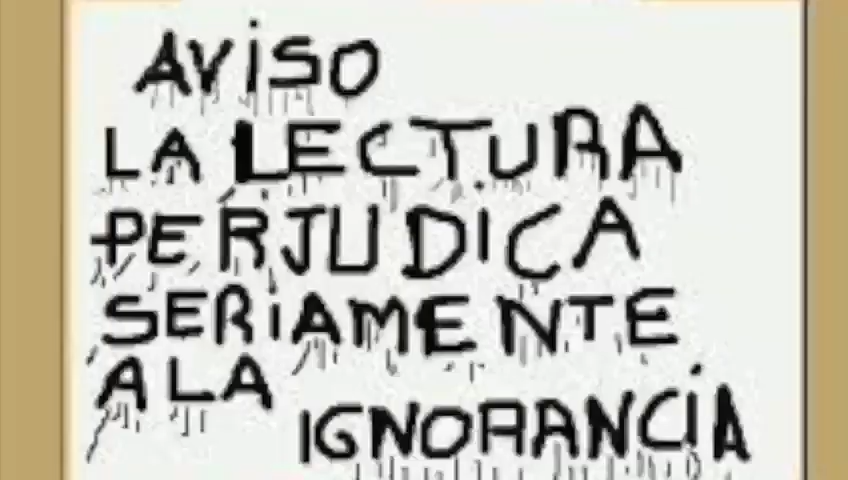 AViSO
LA LECTURA
PERJUDICA
SERiAMENTE
A LA
IGNORANCiA